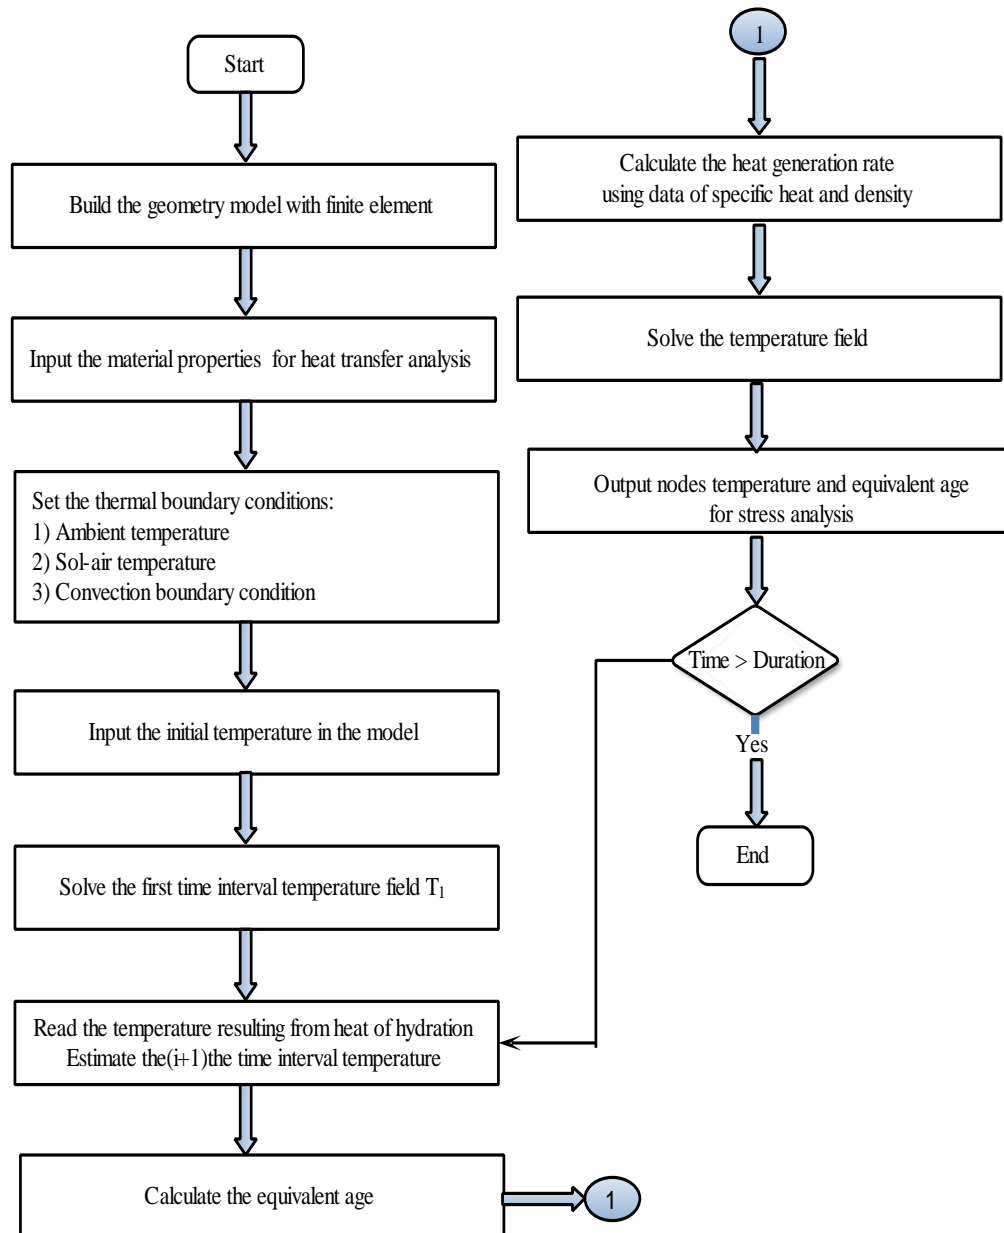 Start
Build the geometry model with finite element
Input the material properties for heat transfer analysis
Set the thermal boundary conditions:
1) Ambient temperature
2) Sol-air temperature
3) Convection boundary condition
Input the initial temperature in the model
Solve the first time interval temperature field T₁
Read the temperature resulting from heat of hydration
Estimate the(i+1)the time interval temperature
Calculate the equivalent age
1
1
Calculate the heat generation rate
using data of specific heat and density
Solve the temperature field
Output nodes temperature and equivalent age
for stress analysis
Time > Duration
Yes
End